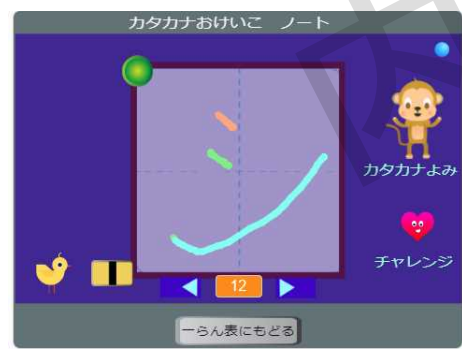 カタカナおけいこ　ノート
シ
カタカナよみ
チャレンジ
12
一らん表にもどる